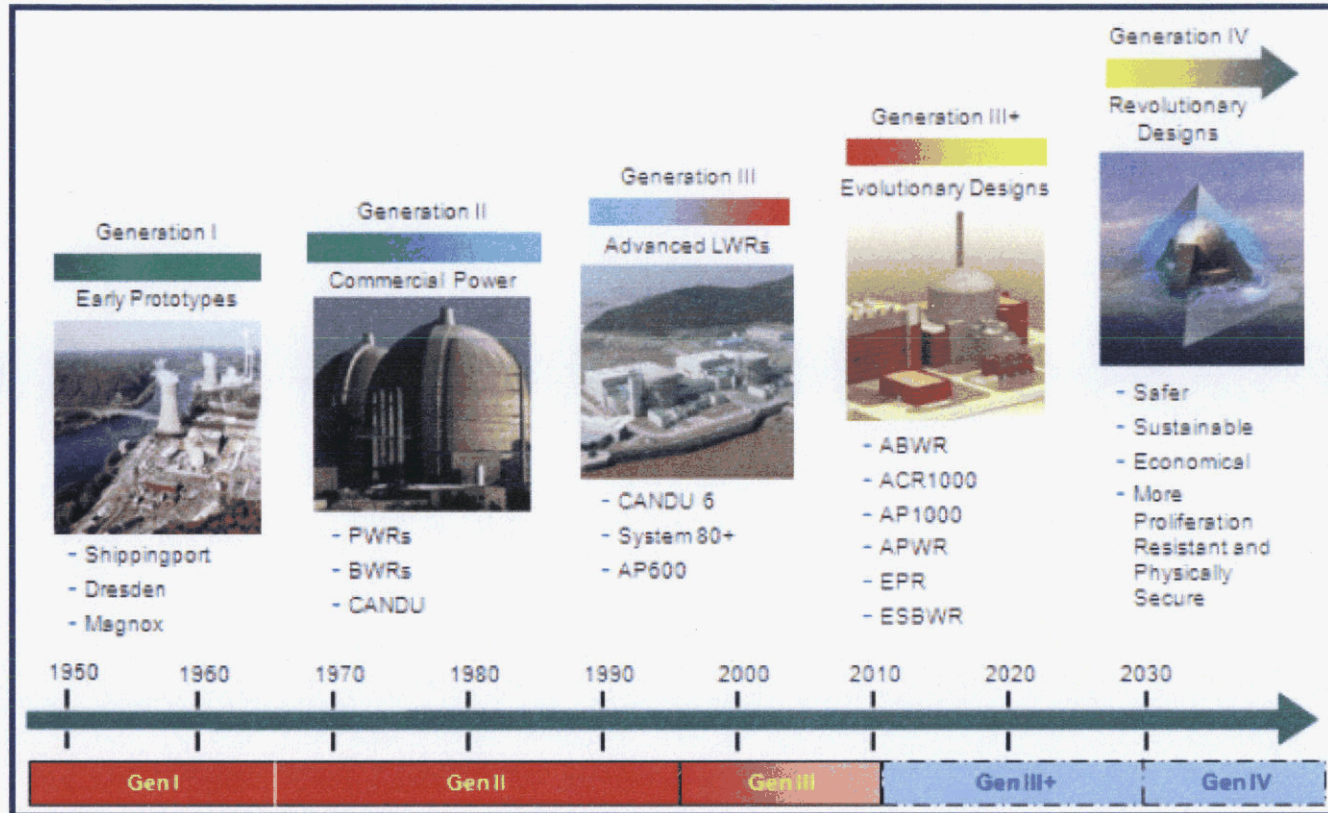 Generation I
Early Prototypes
- Shippingport
- Dresden
- Magnox
Generation II
Commercial Power
- PWRs
- BWRs
- CANDU
Generation III
Advanced LWRs
- CANDU 6
- System 80+
- AP600
Generation III+
Evolutionary Designs
- ABWR
- ACR1000
- AP1000
- APWR
- EPR
- ESBWR
Generation IV
Revolutionary
Designs
- Safer
- Sustainable
- Economical
- More
Proliferation
Resistant and
Physically
Secure
1950 1960 1970 1980 1990 2000 2010 2020 2030
Gen I Gen II Gen III Gen III+ Gen IV